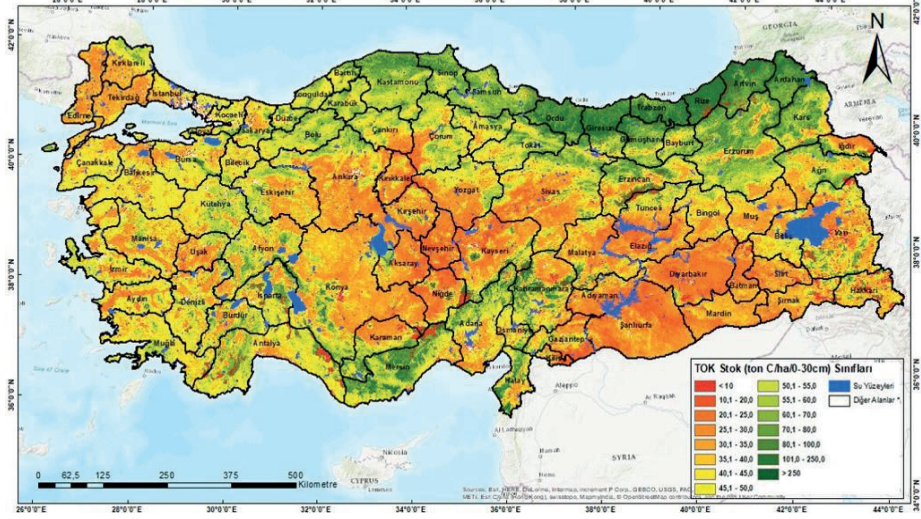 N
GEORGIA
ARMENIA
Kırklareli
Edirne
Tekirdağ
İstanbul
Kocaeli
Sakarya
Düzce
Zonguldak
Bartın
Karabük
Kastamonu
Sinop
Samsun
Ordu
Giresun
Trabzon
Rize
Artvin
Ardahan
Kars
Bolu
Çankırı
Çorum
Amasya
Tokat
Gümüşhane
Bayburt
Erzurum
Iğdır
Ağrı
Çanakkale
Balıkesir
Bursa
Bilecik
Eskişehir
Ankara
Kırıkkale
Yozgat
Sivas
Erzincan
Tunceli
Bingöl
Muş
Kütahya
Kırşehir
Manisa
Uşak
Afyon
Nevşehir
Kayseri
Malatya
Elazığ
Bitlis
Van
İzmir
Aksaray
Konya
Niğde
Kahramanmaraş
Adıyaman
Diyarbakır
Batman
Siirt
Şırnak
Hakkari
Aydın
Denizli
Isparta
Burdur
Muğla
Antalya
Karaman
Mersin
Adana
Osmaniye
Gaziantep
Kilis
Şanlıurfa
Mardin
Hatay
Aleppo
SYRIA
Nicosia
CYPRUS
TOK Stok (ton C/ha/0-30cm) Sınıfları
< 10
10,1 - 20,0
20,1 - 25,0
25,1 - 30,0
30,1 - 35,0
35,1 - 40,0
40,1 - 45,0
45,1 - 50,0
50,1 - 55,0
55,1 - 60,0
60,1 - 70,0
70,1 - 80,0
80,1 - 100,0
101,0 - 250,0
> 250
Su Yüzeyleri
Diğer Alanlar *
0 62,5 125 250 375 500
Kilometre
26°0'0"E 28°0'0"E 30°0'0"E 32°0'0"E 34°0'0"E 36°0'0"E 38°0'0"E 40°0'0"E 42°0'0"E 44°0'0"E
42°0'0"N
40°0'0"N
38°0'0"N
36°0'0"N